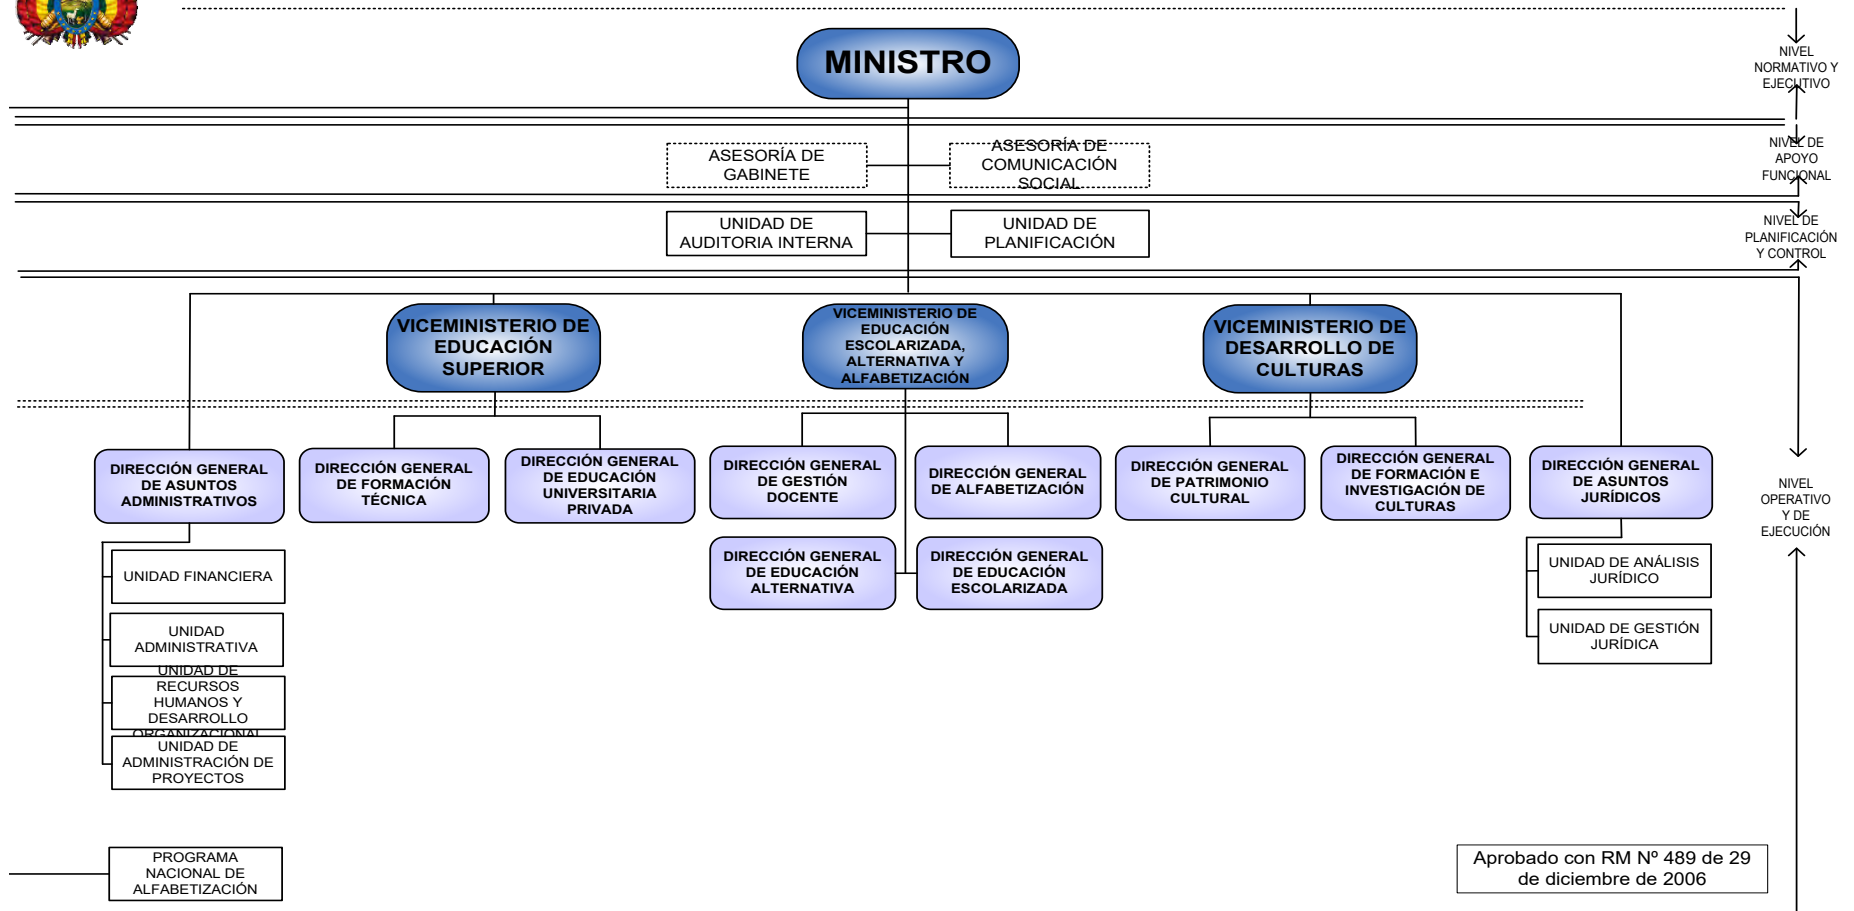 MINISTRO
NIVEL
NORMATIVO Y
EJECUTIVO
ASESORÍA DE
GABINETE
ASESORÍA DE
COMUNICACIÓN
SOCIAL
NIVEL DE
APOYO
FUNCIONAL
UNIDAD DE
AUDITORIA INTERNA
UNIDAD DE
PLANIFICACIÓN
NIVEL DE
PLANIFICACIÓN
Y CONTROL
VICEMINISTERIO DE
EDUCACIÓN
SUPERIOR
VICEMINISTERIO DE
EDUCACIÓN
ESCOLARIZADA,
ALTERNATIVA Y
ALFABETIZACIÓN
VICEMINISTERIO DE
DESARROLLO DE
CULTURAS
DIRECCIÓN GENERAL
DE ASUNTOS
ADMINISTRATIVOS
DIRECCIÓN GENERAL
DE FORMACIÓN
TÉCNICA
DIRECCIÓN GENERAL
DE EDUCACIÓN
UNIVERSITARIA
PRIVADA
DIRECCIÓN GENERAL
DE GESTIÓN
DOCENTE
DIRECCIÓN GENERAL
DE ALFABETIZACIÓN
DIRECCIÓN GENERAL
DE PATRIMONIO
CULTURAL
DIRECCIÓN GENERAL
DE FORMACIÓN E
INVESTIGACIÓN DE
CULTURAS
DIRECCIÓN GENERAL
DE ASUNTOS
JURÍDICOS
NIVEL
OPERATIVO
Y DE
EJECUCIÓN
DIRECCIÓN GENERAL
DE EDUCACIÓN
ALTERNATIVA
DIRECCIÓN GENERAL
DE EDUCACIÓN
ESCOLARIZADA
UNIDAD FINANCIERA
UNIDAD
ADMINISTRATIVA
UNIDAD DE
RECURSOS
HUMANOS Y
DESARROLLO
ORGANIZACIONAL
UNIDAD DE
ADMINISTRACIÓN DE
PROYECTOS
UNIDAD DE ANÁLISIS
JURÍDICO
UNIDAD DE GESTIÓN
JURÍDICA
PROGRAMA
NACIONAL DE
ALFABETIZACIÓN
Aprobado con RM Nº 489 de 29
de diciembre de 2006